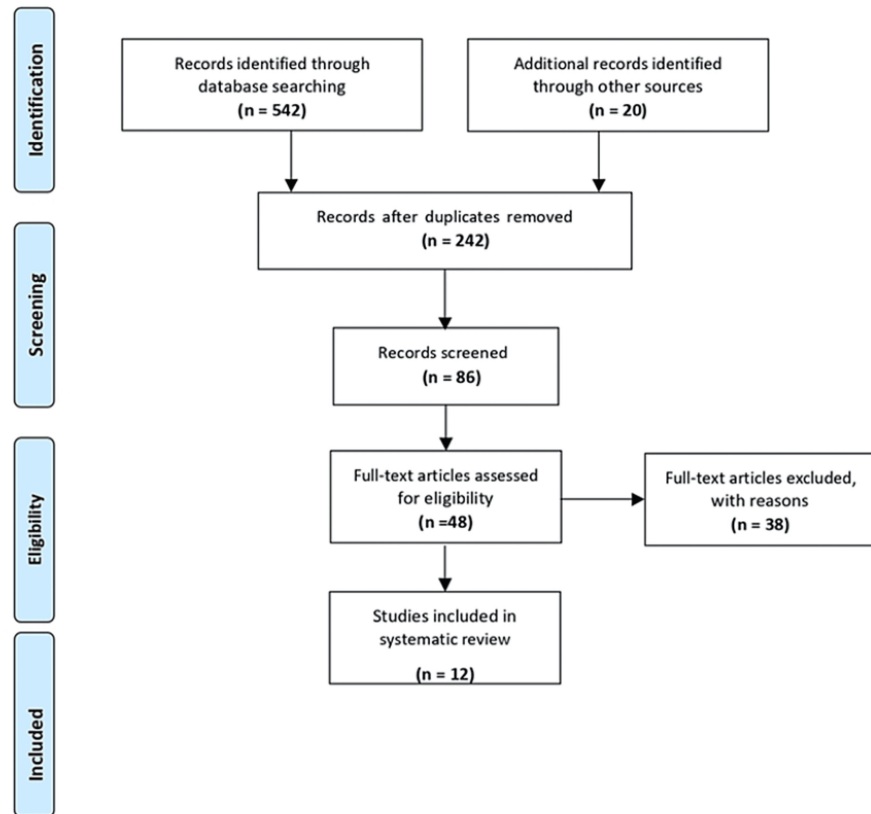 Identification
Records identified through
database searching
(n = 542)
Additional records identified
through other sources
(n = 20)
Records after duplicates removed
(n = 242)
Screening
Records screened
(n = 86)
Eligibility
Full-text articles assessed
for eligibility
(n =48)
Full-text articles excluded,
with reasons
(n = 38)
Included
Studies included in
systematic review
(n = 12)